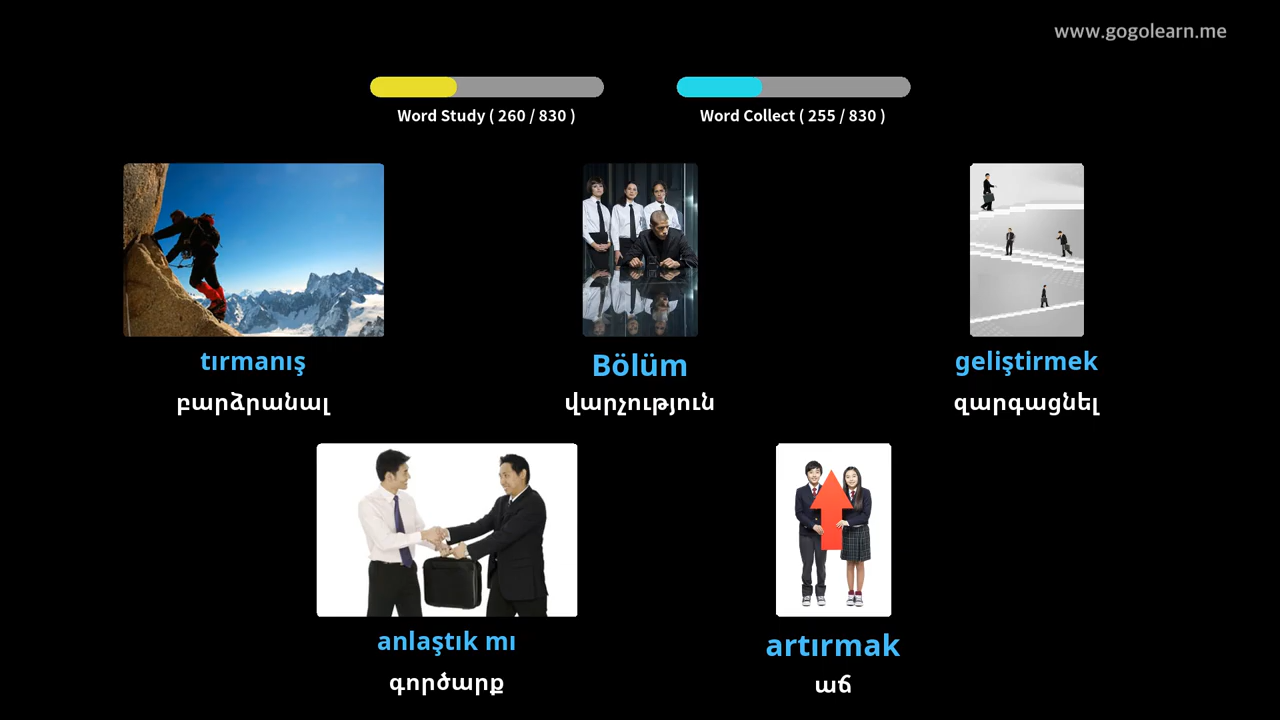 www.gogolearn.me
Word Study ( 260 / 830 )
Word Collect ( 255 / 830 )
tırmanış
բարձրանալ
Bölüm
վարչություն
geliştirmek
զարգացնել
anlaştık mı
գործարք
artırmak
աճ